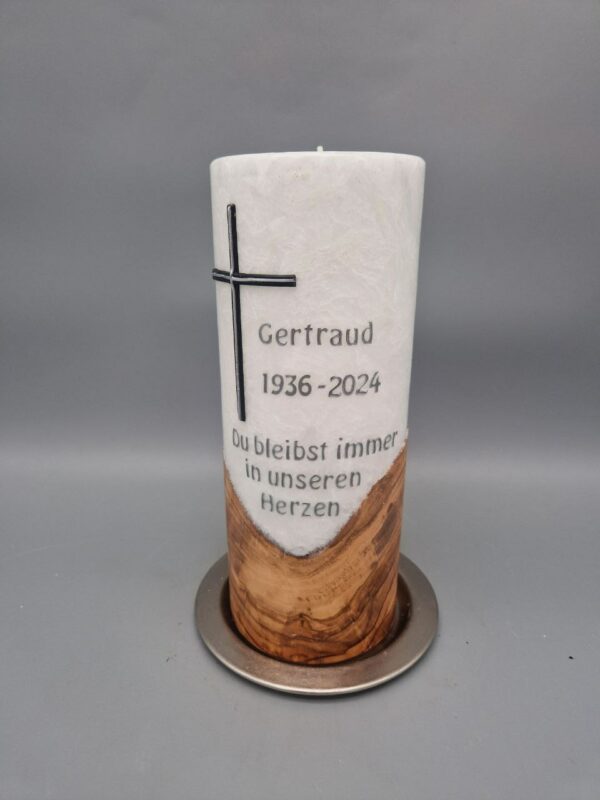 Gertraud
1936-2024
Du bleibst immer
in unseren
Herzen